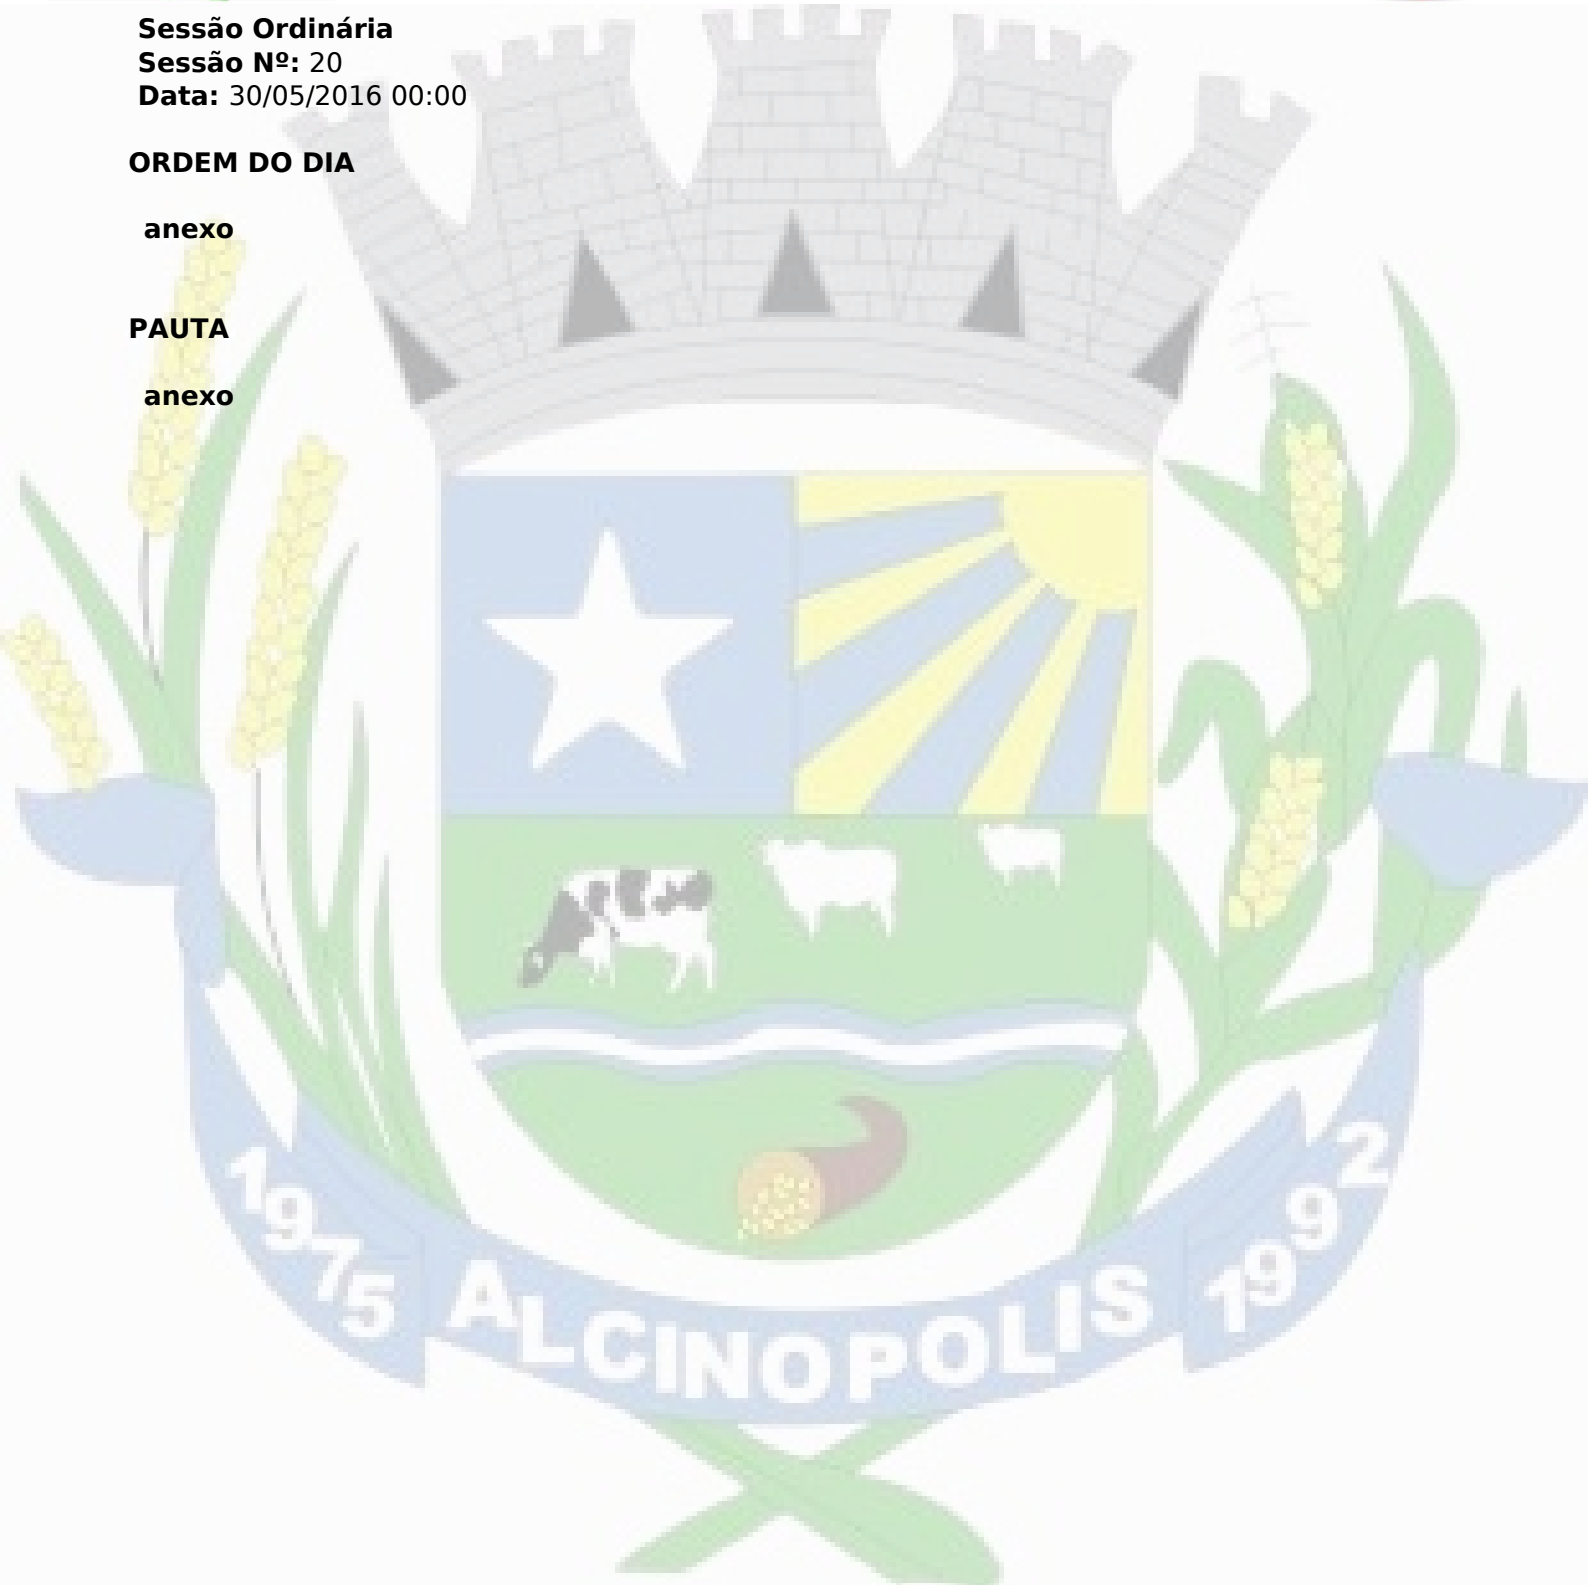 Sessão Ordinária
Sessão Nº: 20
Data: 30/05/2016 00:00
ORDEM DO DIA
anexo
PAUTA
anexo
1975 ALCINOPOLIS 1992